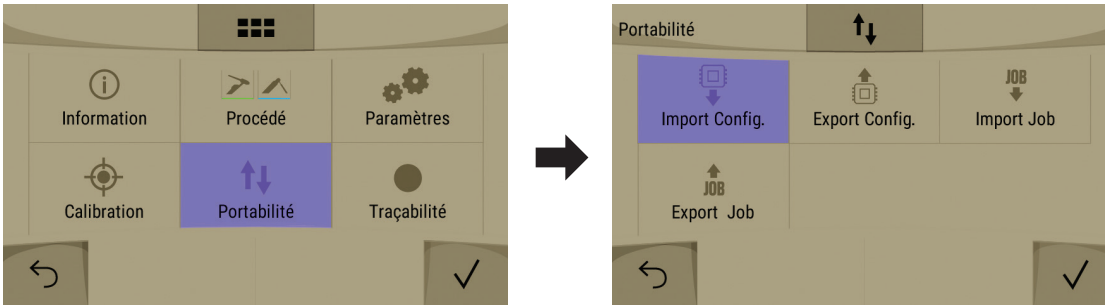 Information
Procédé
Paramètres
Calibration
Portabilité
Traçabilité
Portabilité
JOB
Import Config.
Export Config.
Import Job
JOB
Export Job